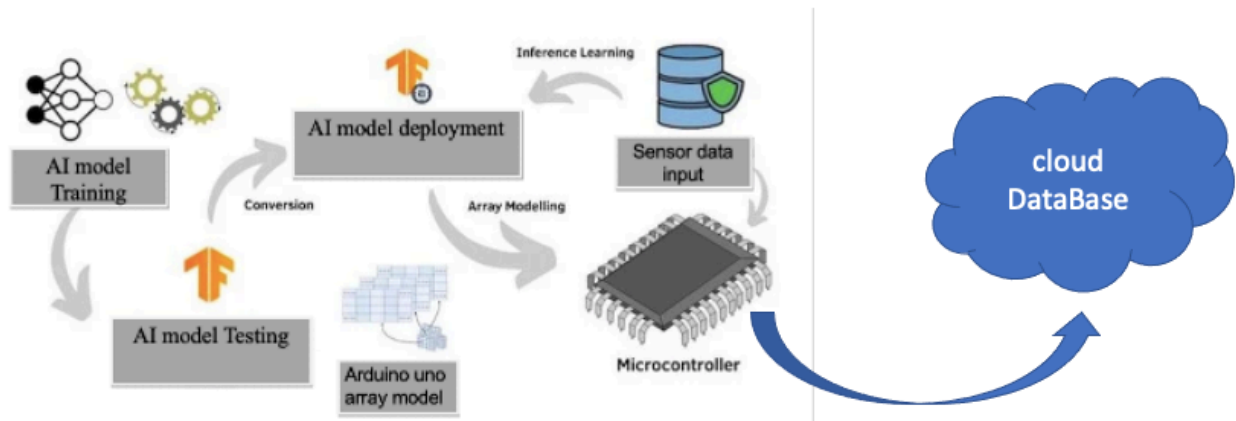 Inference Learning
AI model deployment
Sensor data
input
AI model
Training
Conversion
Array Modelling
AI model Testing
Arduino uno
array model
Microcontroller
cloud
DataBase